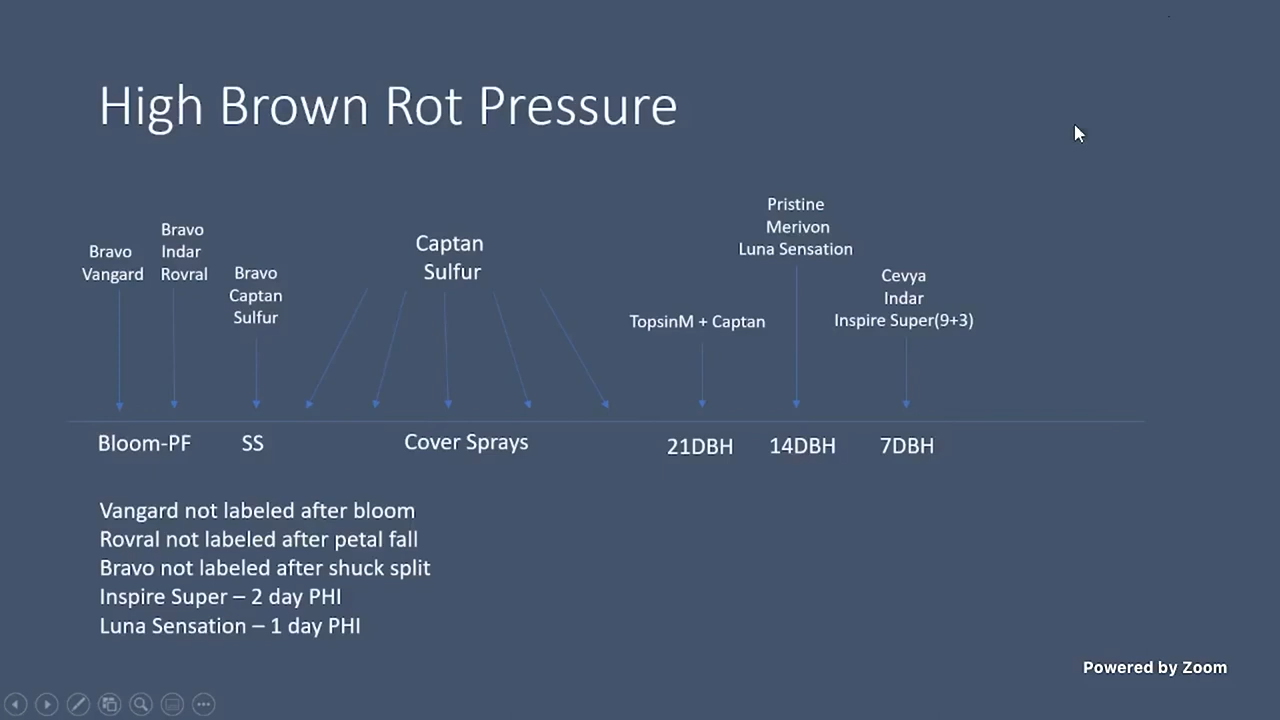 High Brown Rot Pressure
Bravo
Vangard
Bravo
Indar
Rovral
Bravo
Captan
Sulfur
Captan
Sulfur
TopsinM + Captan
Pristine
Merivon
Luna Sensation
Cevya
Indar
Inspire Super(9+3)
Bloom-PF
SS
Cover Sprays
21DBH
14DBH
7DBH
Vangard not labeled after bloom
Rovral not labeled after petal fall
Bravo not labeled after shuck split
Inspire Super – 2 day PHI
Luna Sensation – 1 day PHI
Powered by Zoom